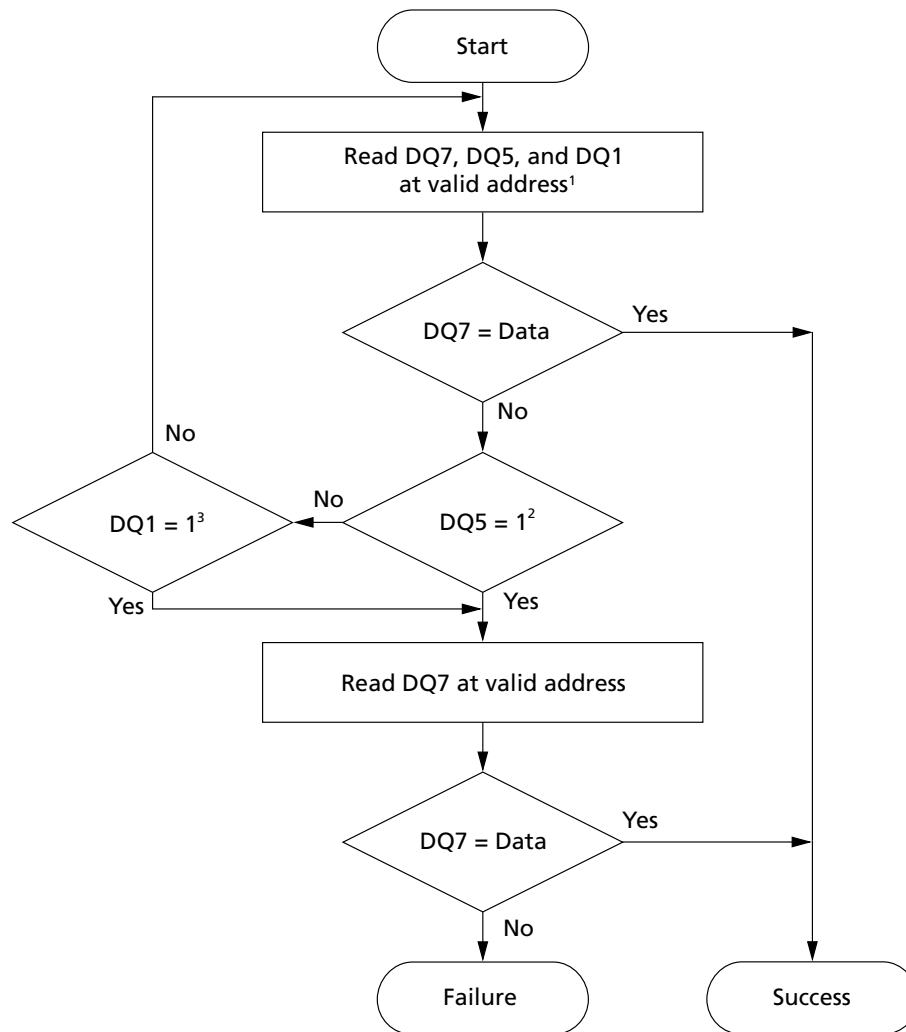 Start
Read DQ7, DQ5, and DQ1
at valid address¹
DQ7 = Data
Yes
No
No
DQ1 = 1³
No
DQ5 = 1²
Yes
Yes
Read DQ7 at valid address
DQ7 = Data
Yes
No
Failure
Success